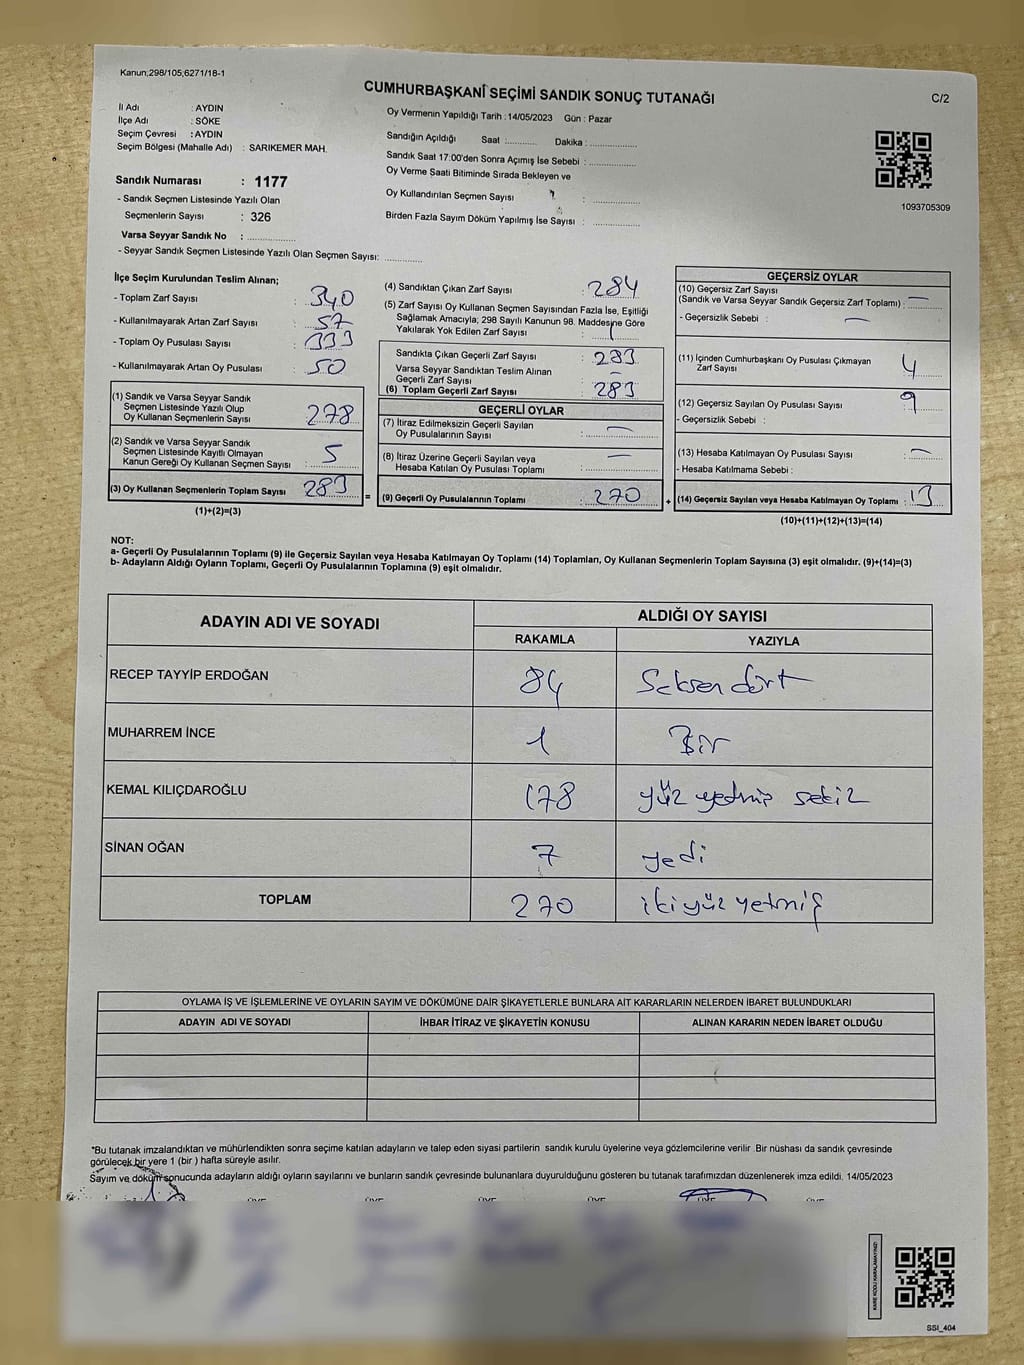 Kanun;298/105;6271/18-1
CUMHURBAŞKANI SEÇİMİ SANDIK SONUÇ TUTANAĞI
C/2
İl Adı : AYDIN
İlçe Adı : SÖKE
Seçim Çevresi : AYDIN
Seçim Bölgesi (Mahalle Adı) : SARIKEMER MAH.
Oy Vermenin Yapıldığı Tarih : 14/05/2023 Gün : Pazar
Sandığın Açıldığı Saat :........... Dakika :...................
Sandık Saat 17:00'den Sonra Açımış İse Sebebi :...................
Oy Verme Saati Bitiminde Sırada Bekleyen ve
Oy Kullandırılan Seçmen Sayısı :...................
Birden Fazla Sayım Döküm Yapılmış İse Sayısı :...................
1093705309
Sandık Numarası : 1177
- Sandık Seçmen Listesinde Yazılı Olan
Seçmenlerin Sayısı : 326
Varsa Seyyar Sandık No :...................
- Seyyar Sandık Seçmen Listesinde Yazılı Olan Seçmen Sayısı:...............
İlçe Seçim Kurulundan Teslim Alınan;
- Toplam Zarf Sayısı : 340
- Kullanılmayarak Artan Zarf Sayısı : 57
- Toplam Oy Pusulası Sayısı : 333
- Kullanılmayarak Artan Oy Pusulası : 50
(1) Sandık ve Varsa Seyyar Sandık
Seçmen Listesinde Yazılı Olup
Oy Kullanan Seçmenlerin Sayısı : 278
(2) Sandık ve Varsa Seyyar Sandık
Seçmen Listesinde Kayıtlı Olmayan
Kanun Gereği Oy Kullanan Seçmen Sayısı : 5
(3) Oy Kullanan Seçmenlerin Toplam Sayısı 283
(1)+(2)=(3)
(4) Sandıktan Çıkan Zarf Sayısı : 284
(5) Zarf Sayısı Oy Kullanan Seçmen Sayısından Fazla İse, Eşitliği
Sağlamak Amacıyla; 298 Sayılı Kanunun 98. Maddesine Göre
Yakılarak Yok Edilen Zarf Sayısı : 1
Sandıkta Çıkan Geçerli Zarf Sayısı : 283
Varsa Seyyar Sandıktan Teslim Alınan
Geçerli Zarf Sayısı : —
(6) Toplam Geçerli Zarf Sayısı : 283
GEÇERLİ OYLAR
(7) İtiraz Edilmeksizin Geçerli Sayılan
Oy Pusulalarının Sayısı : —
(8) İtiraz Üzerine Geçerli Sayılan veya
Hesaba Katılan Oy Pusulası Toplamı : —
= (9) Geçerli Oy Pusulalarının Toplamı : 270 +
GEÇERSİZ OYLAR
(10) Geçersiz Zarf Sayısı
(Sandık ve Varsa Seyyar Sandık Geçersiz Zarf Toplamı) : —
- Geçersizlik Sebebi : —
(11) İçinden Cumhurbaşkanı Oy Pusulası Çıkmayan
Zarf Sayısı : 4
(12) Geçersiz Sayılan Oy Pusulası Sayısı : 9
- Geçersizlik Sebebi :
(13) Hesaba Katılmayan Oy Pusulası Sayısı : —
- Hesaba Katılmama Sebebi :
(14) Geçersiz Sayılan veya Hesaba Katılmayan Oy Toplamı : 13
(10)+(11)+(12)+(13)=(14)
NOT:
a- Geçerli Oy Pusulalarının Toplamı (9) ile Geçersiz Sayılan veya Hesaba Katılmayan Oy Toplamı (14) Toplamları, Oy Kullanan Seçmenlerin Toplam Sayısına (3) eşit olmalıdır. (9)+(14)=(3)
b- Adayların Aldığı Oyların Toplamı, Geçerli Oy Pusulalarının Toplamına (9) eşit olmalıdır.
ADAYIN ADI VE SOYADI
ALDIĞI OY SAYISI
RAKAMLA YAZIYLA
RECEP TAYYİP ERDOĞAN 84 Seksen dört
MUHARREM İNCE 1 Bir
KEMAL KILIÇDAROĞLU 178 yüz yetmiş sekiz
SİNAN OĞAN 7 yedi
TOPLAM 270 iki yüz yetmiş
OYLAMA İŞ VE İŞLEMLERİNE VE OYLARIN SAYIM VE DÖKÜMÜNE DAİR ŞİKAYETLERLE BUNLARA AİT KARARLARIN NELERDEN İBARET BULUNDUKLARI
ADAYIN ADI VE SOYADI İHBAR İTİRAZ VE ŞİKAYETİN KONUSU ALINAN KARARIN NEDEN İBARET OLDUĞU
*Bu tutanak imzalandıktan ve mühürlendikten sonra seçime katılan adayların ve talep eden siyasi partilerin sandık kurulu üyelerine veya gözlemcilerine verilir. Bir nüshası da sandık çevresinde
görülecek bir yere 1 (bir ) hafta süreyle asılır.
Sayım ve döküm sonucunda adayların aldığı oyların sayılarını ve bunların sandık çevresinde bulunanlara duyurulduğunu gösteren bu tutanak tarafımızdan düzenlenerek imza edildi. 14/05/2023
KARE KODU KARALAMAYINIZ!
SSI_404